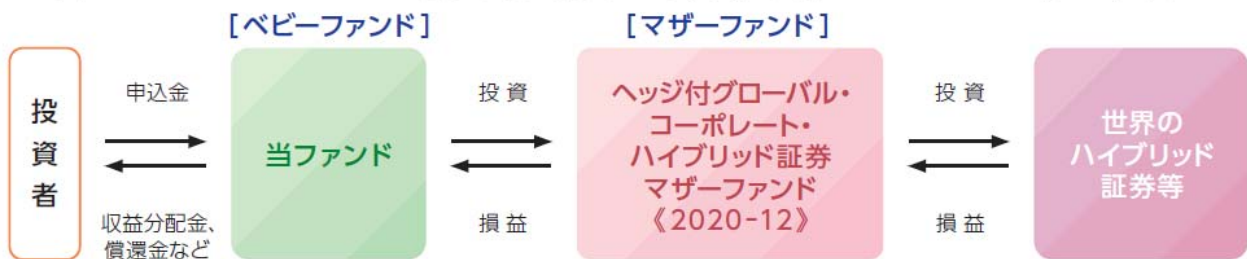 [ベビーファンド]
[マザーファンド]
投資者
申込金
収益分配金、
償還金など
当ファンド
投 資
損 益
ヘッジ付グローバル・
コーポレート・
ハイブリッド証券
マザーファンド
《2020-12》
投 資
損 益
世界の
ハイブリッド
証券等